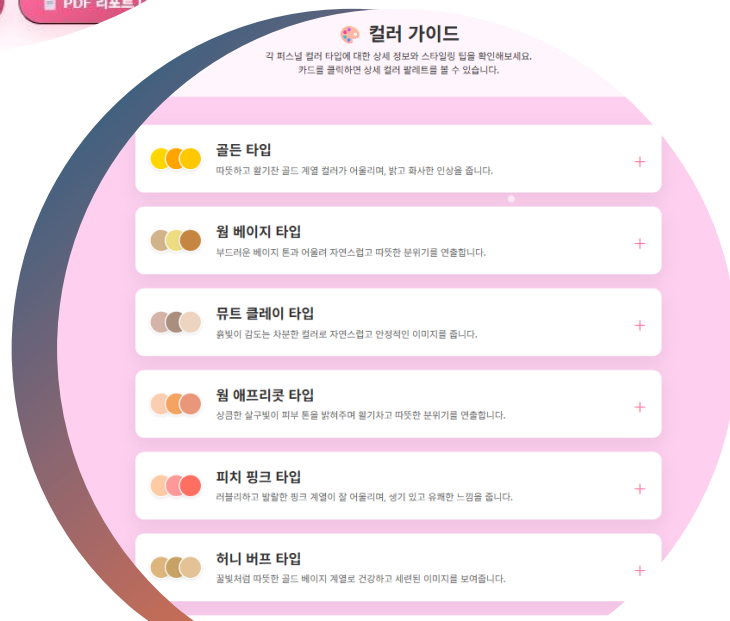 PDF 리포트
컬러 가이드
각 퍼스널 컬러 타입에 대한 상세 정보와 스타일링 팁을 확인해보세요.
카드를 클릭하면 상세 컬러 팔레트를 볼 수 있습니다.
골든 타입
따뜻하고 활기찬 골드 계열 컬러가 어울리며, 밝고 화사한 인상을 줍니다.
+
웜 베이지 타입
부드러운 베이지 톤과 어울려 자연스럽고 따뜻한 분위기를 연출합니다.
+
뮤트 클레이 타입
흙빛이 감도는 차분한 컬러로 자연스럽고 안정적인 이미지를 줍니다.
+
웜 애프리콧 타입
상큼한 살구빛이 피부 톤을 밝혀주며 활기차고 따뜻한 분위기를 연출합니다.
+
피치 핑크 타입
러블리하고 발랄한 핑크 계열이 잘 어울리며, 생기 있고 유쾌한 느낌을 줍니다.
+
허니 버프 타입
꿀빛처럼 따뜻한 골드 베이지 계열로 건강하고 세련된 이미지를 보여줍니다.
+